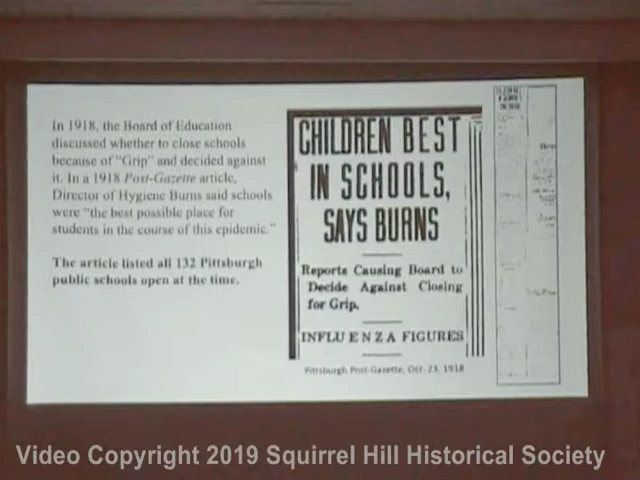 In 1918, the Board of Education
discussed whether to close schools
because of "Grip" and decided against
it. In a 1918 Post-Gazette article,
Director of Hygiene Burns said schools
were "the best possible place for
students in the course of this epidemic."
The article listed all 132 Pittsburgh
public schools open at the time.
CHILDREN BEST
IN SCHOOLS,
SAYS BURNS
Reports Causing Board to
Decide Against Closing
for Grip.
INFLUENZA FIGURES
Pittsburgh Post-Gazette, Oct. 23, 1918
Video Copyright 2019 Squirrel Hill Historical Society